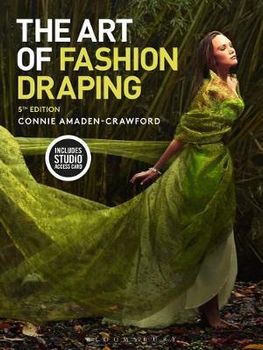 THE ART
OF FASHION
DRAPING
5TH EDITION
CONNIE AMADEN-CRAWFORD
INCLUDES
STUDIO
ACCESS CARD
BLOOMSBURY